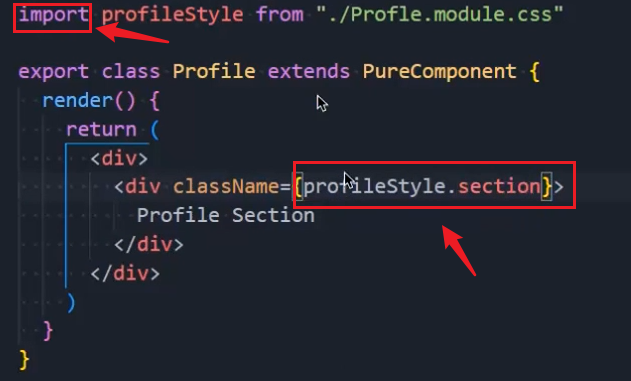 import profileStyle from "./Profle.module.css"
export class Profile extends PureComponent {
render() {
return (
<div>
<div className={profileStyle.section}>
Profile Section
</div>
</div>
)
}
}